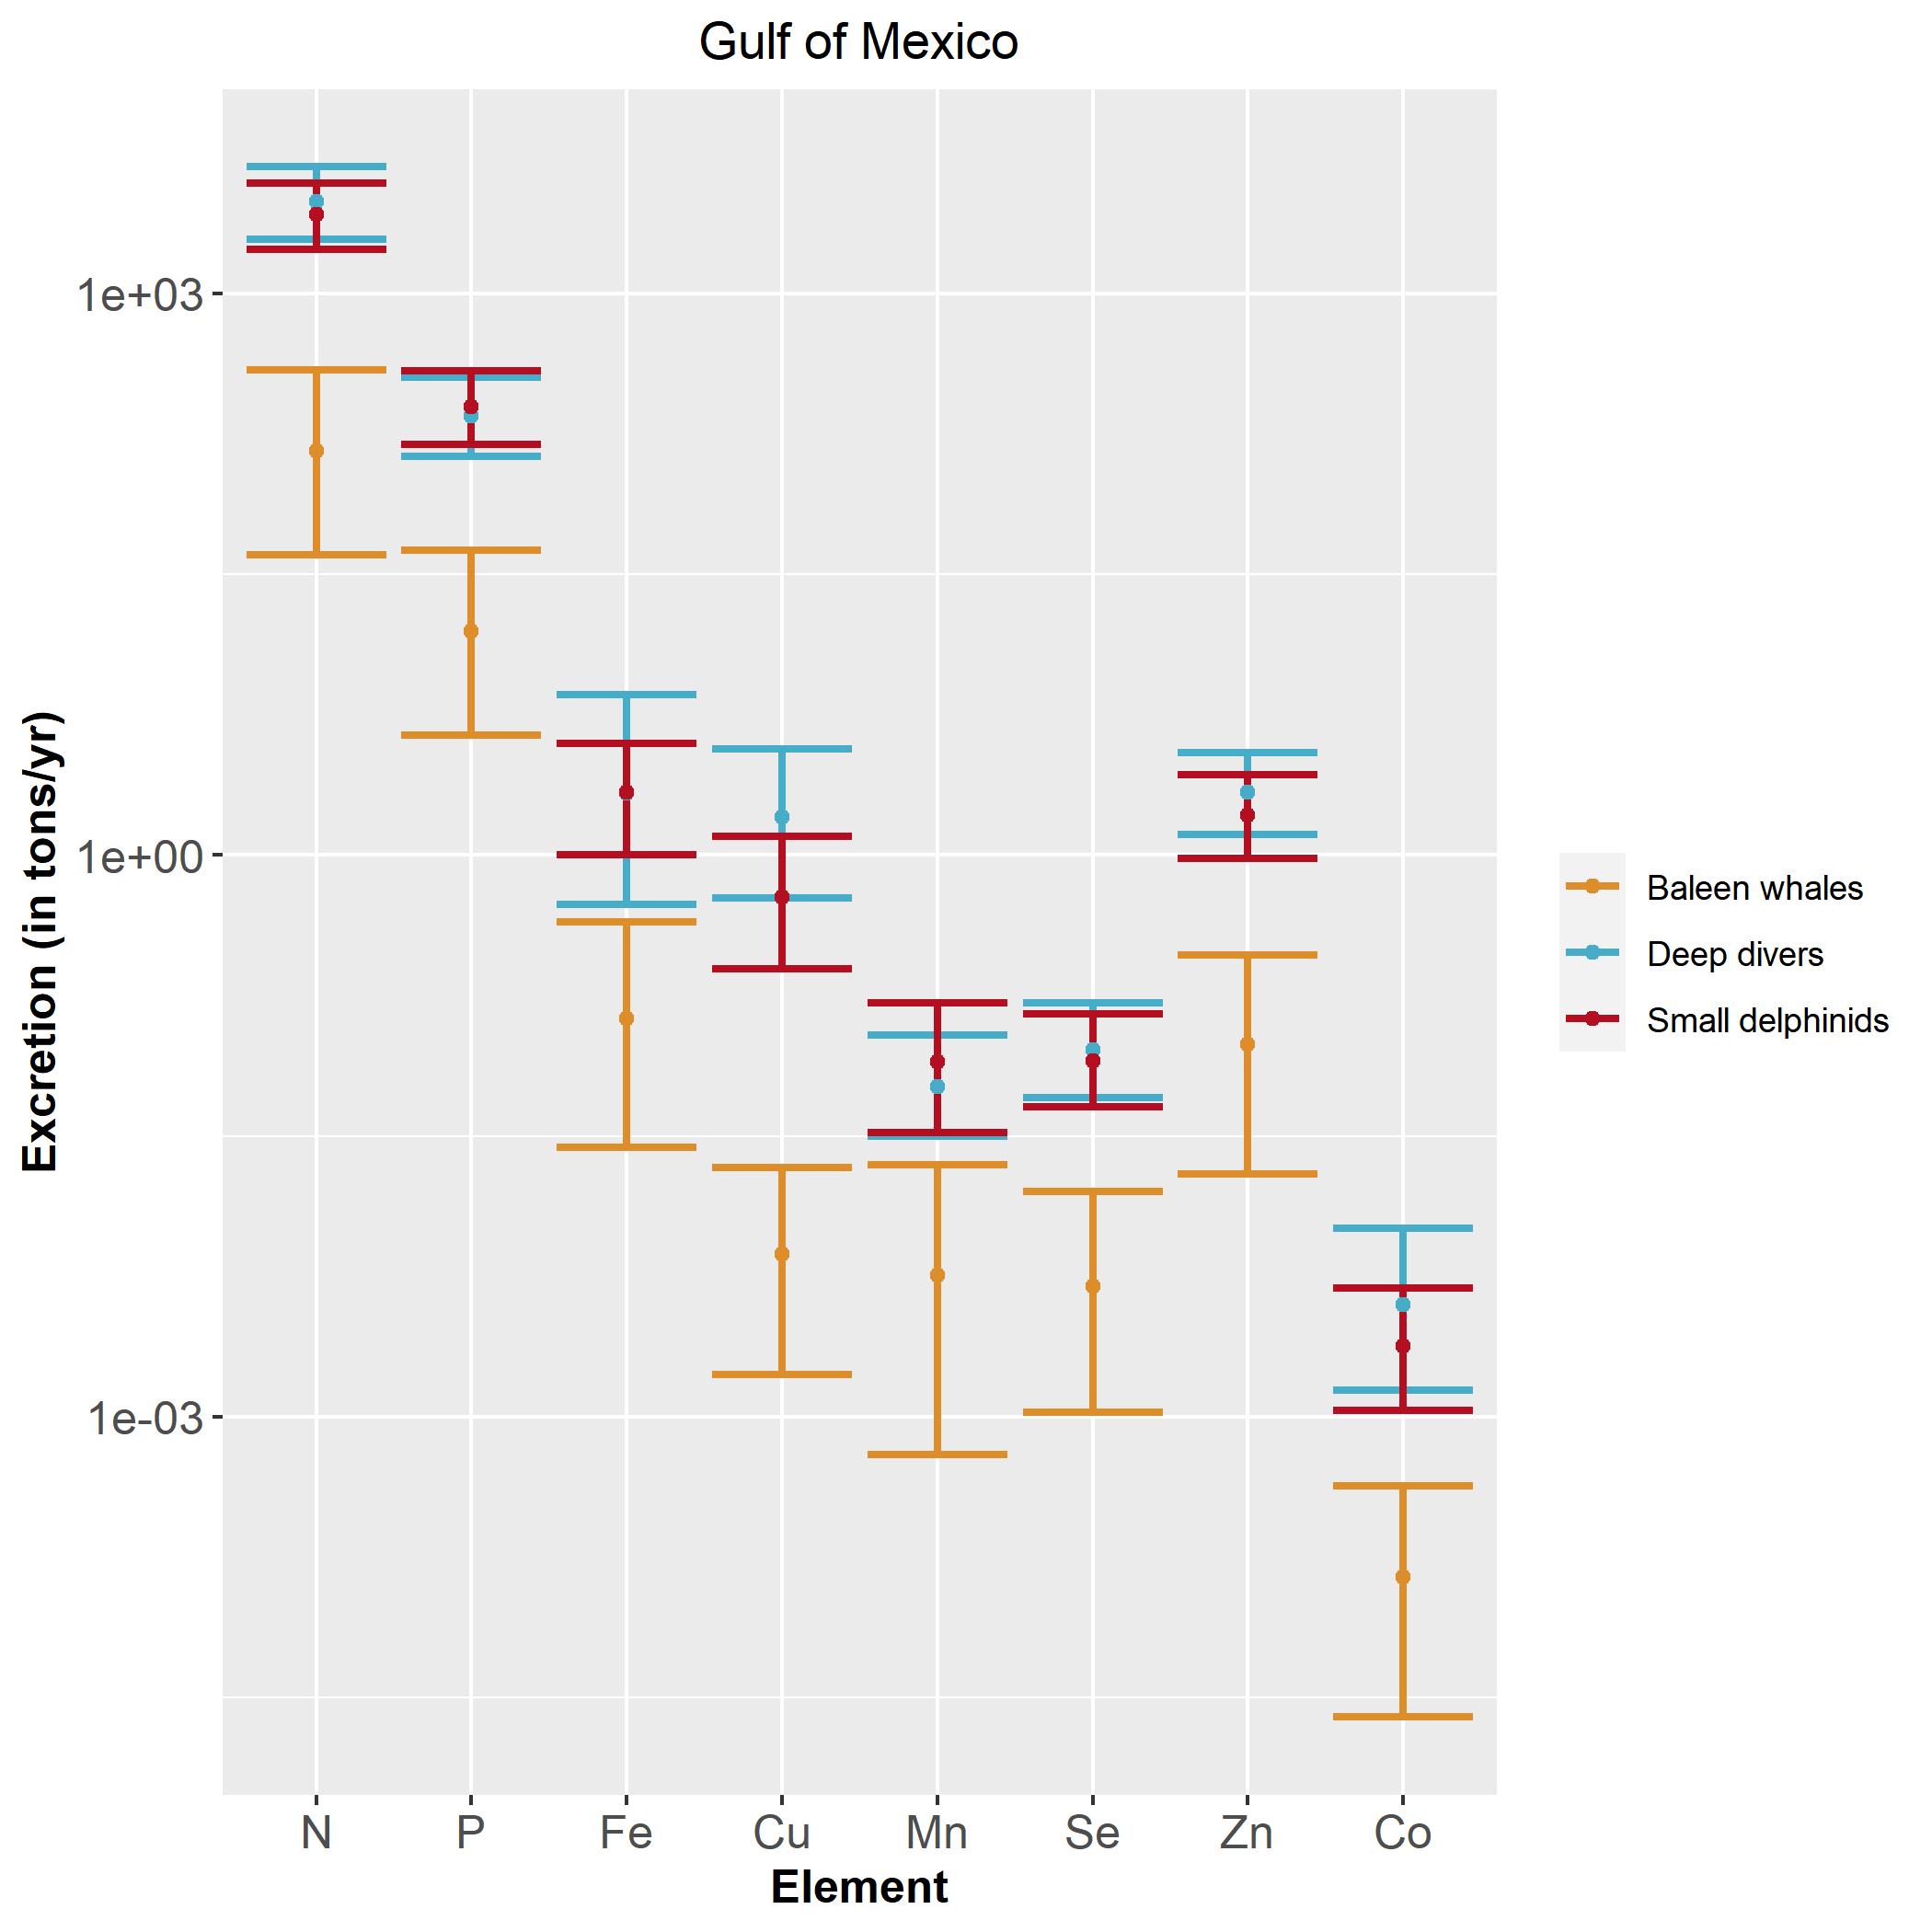 Gulf of Mexico
Excretion (in tons/yr)
1e+03
1e+00
1e-03
N P Fe Cu Mn Se Zn Co
Element
Baleen whales
Deep divers
Small delphinids